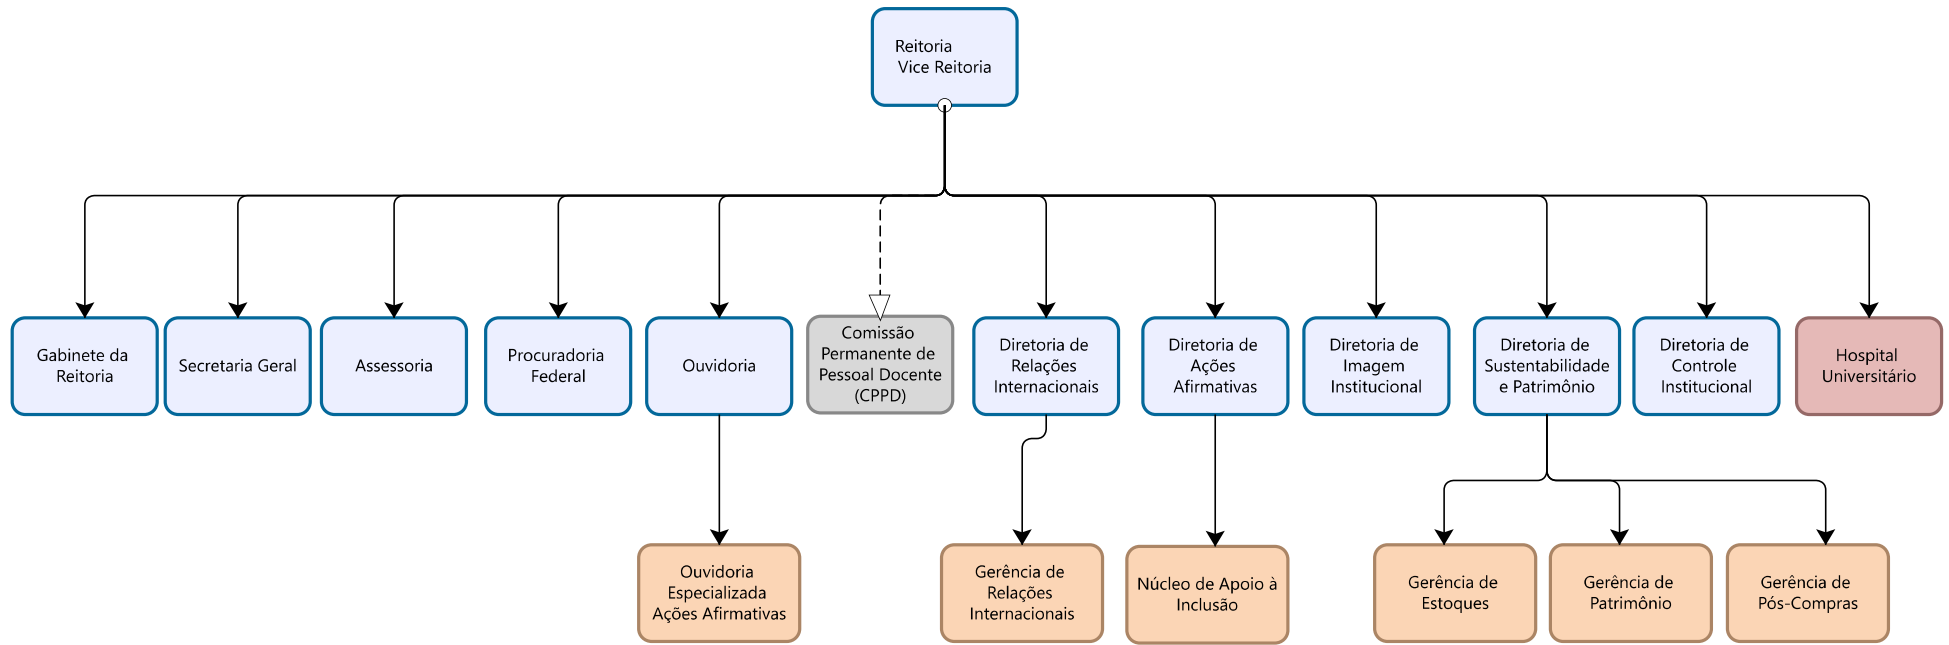 Reitoria
Vice Reitoria
Gabinete da
Reitoria
Secretaria Geral
Assessoria
Procuradoria
Federal
Ouvidoria
Comissão
Permanente de
Pessoal Docente
(CPPD)
Diretoria de
Relações
Internacionais
Diretoria de
Ações
Afirmativas
Diretoria de
Imagem
Institucional
Diretoria de
Sustentabilidade
e Patrimônio
Diretoria de
Controle
Institucional
Hospital
Universitário
Ouvidoria
Especializada
Ações Afirmativas
Gerência de
Relações
Internacionais
Núcleo de Apoio à
Inclusão
Gerência de
Estoques
Gerência de
Patrimônio
Gerência de
Pós-Compras